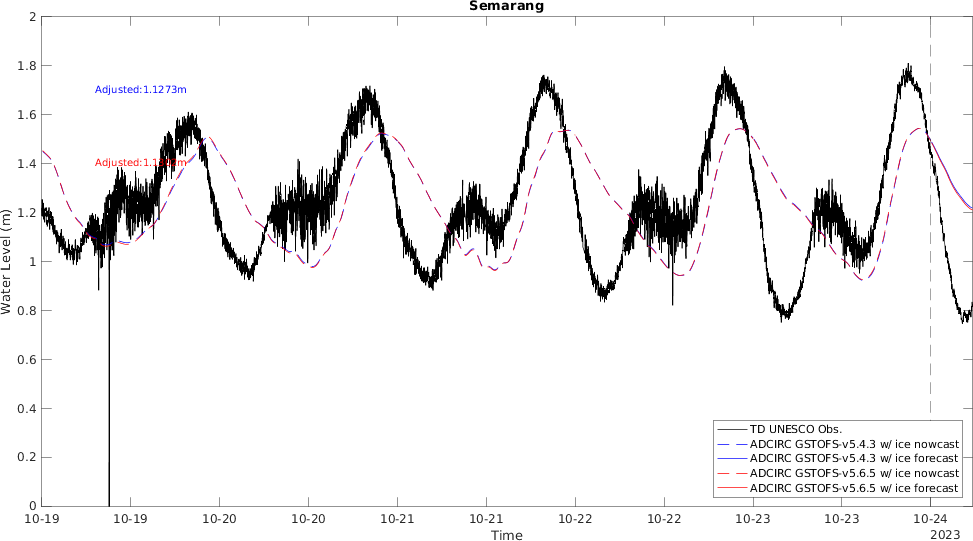 Semarang
2
1.8
1.6
1.4
1.2
1
0.8
0.6
0.4
0.2
0
Water Level (m)
Adjusted:1.1273m
10-19
10-19
10-20
10-20
10-21
10-21
10-22
10-22
10-23
10-23
10-24
2023
Time
TD UNESCO Obs.
ADCIRC GSTOFS-v5.4.3 w/ ice nowcast
ADCIRC GSTOFS-v5.4.3 w/ ice forecast
ADCIRC GSTOFS-v5.6.5 w/ ice nowcast
ADCIRC GSTOFS-v5.6.5 w/ ice forecast